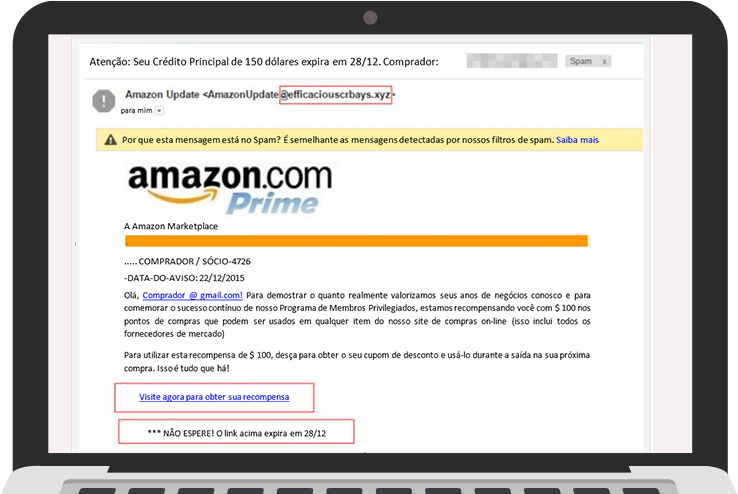 Atenção: Seu Crédito Principal de 150 dólares expira em 28/12. Comprador:
Spam x
Amazon Update <AmazonUpdate@efficaciouscrbays.xyz>
para mim
Por que esta mensagem está no Spam? É semelhante as mensagens detectadas por nossos filtros de spam. Saiba mais
amazon.com
Prime
A Amazon Marketplace
..... COMPRADOR / SÓCIO-4726
-DATA-DO-AVISO: 22/12/2015
Olá, Comprador @ gmail.com! Para demostrar o quanto realmente valorizamos seus anos de negócios conosco e para
comemorar o sucesso contínuo de nosso Programa de Membros Privilegiados, estamos recompensando você com $ 100 nos
pontos de compras que podem ser usados em qualquer item do nosso site de compras on-line (isso inclui todos os
fornecedores de mercado)
Para utilizar esta recompensa de $ 100, desça para obter o seu cupom de desconto e usá-lo durante a saída na sua próxima
compra. Isso é tudo que há!
Visite agora para obter sua recompensa
*** NÃO ESPERE! O link acima expira em 28/12